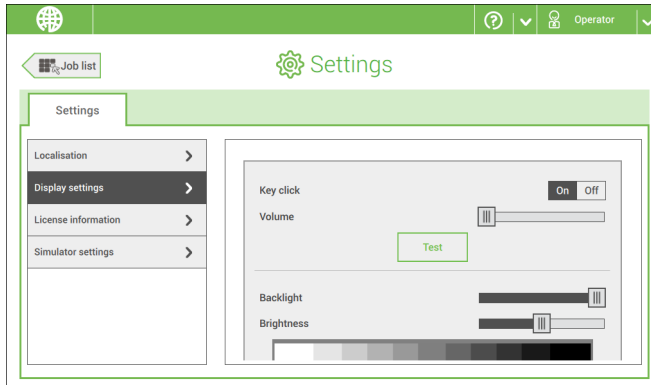 Operator
Job list
Settings
Settings
Localisation
Display settings
License information
Simulator settings
Key click
On Off
Volume
Test
Backlight
Brightness